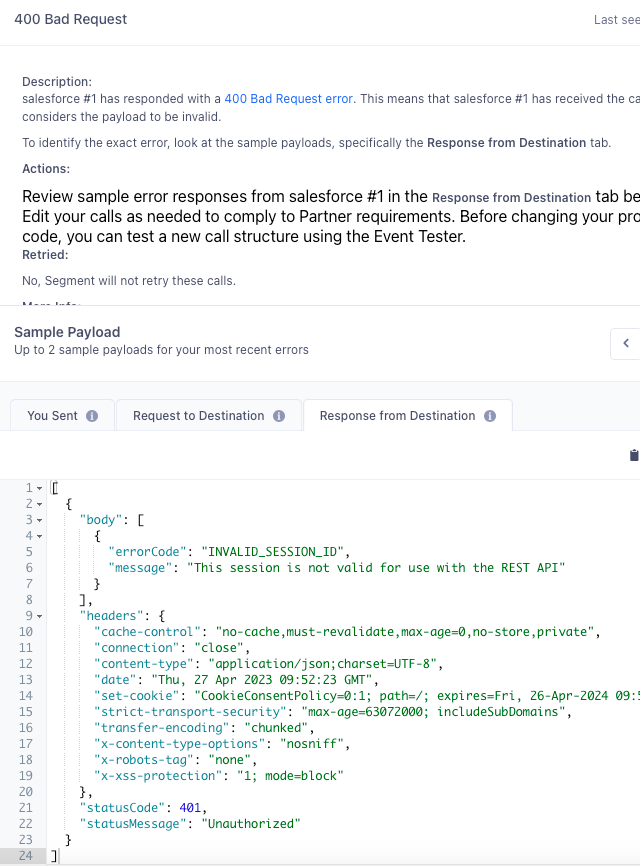 400 Bad Request
Last see
Description:
salesforce #1 has responded with a 400 Bad Request error. This means that salesforce #1 has received the ca
considers the payload to be invalid.
To identify the exact error, look at the sample payloads, specifically the Response from Destination tab.
Actions:
Review sample error responses from salesforce #1 in the Response from Destination tab be
Edit your calls as needed to comply to Partner requirements. Before changing your pro
code, you can test a new call structure using the Event Tester.
Retried:
No, Segment will not retry these calls.
More Info:
Sample Payload
Up to 2 sample payloads for your most recent errors
You Sent Request to Destination Response from Destination
1 [
2 {
3 "body": [
4 {
5 "errorCode": "INVALID_SESSION_ID",
6 "message": "This session is not valid for use with the REST API"
7 }
8 ],
9 "headers": {
10 "cache-control": "no-cache,must-revalidate,max-age=0,no-store,private",
11 "connection": "close",
12 "content-type": "application/json;charset=UTF-8",
13 "date": "Thu, 27 Apr 2023 09:52:23 GMT",
14 "set-cookie": "CookieConsentPolicy=0:1; path=/; expires=Fri, 26-Apr-2024 09:5
15 "strict-transport-security": "max-age=63072000; includeSubDomains",
16 "transfer-encoding": "chunked",
17 "x-content-type-options": "nosniff",
18 "x-robots-tag": "none",
19 "x-xss-protection": "1; mode=block"
20 },
21 "statusCode": 401,
22 "statusMessage": "Unauthorized"
23 }
24 ]